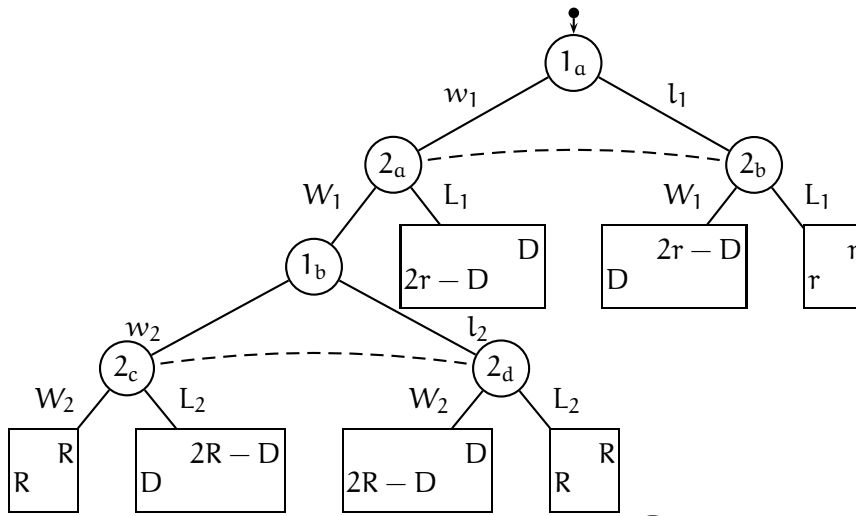 1a
w1 l1
2a 2b
W1 L1 W1 L1
D 2r − D r
1b 2r − D D r
w2 l2
2c 2d
W2 L2 W2 L2
R 2R − D D R
R D 2R − D R